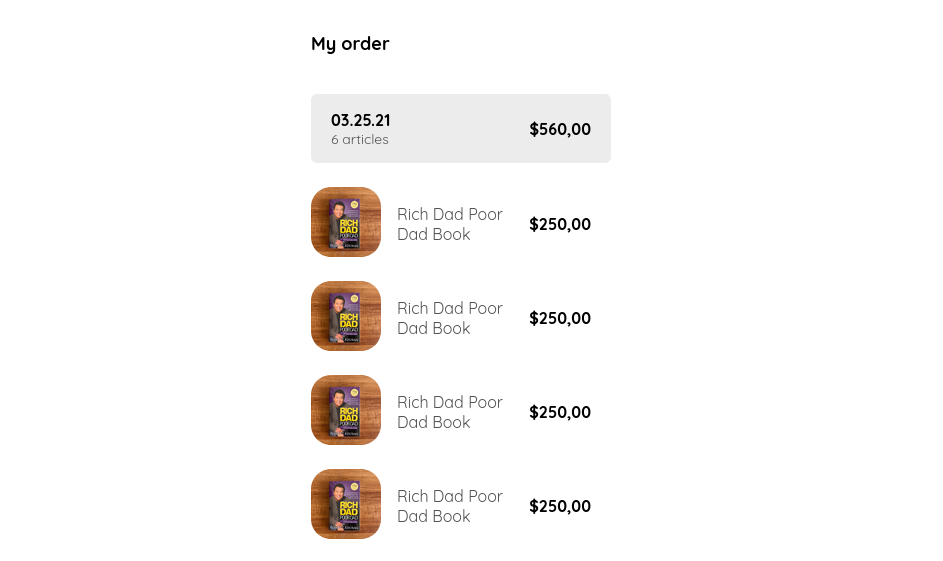 My order
03.25.21
6 articles
$560,00
RICH
DAD
POOR DAD
Rich Dad Poor
Dad Book
$250,00
RICH
DAD
POOR DAD
Rich Dad Poor
Dad Book
$250,00
RICH
DAD
POOR DAD
Rich Dad Poor
Dad Book
$250,00
RICH
DAD
POOR DAD
Rich Dad Poor
Dad Book
$250,00